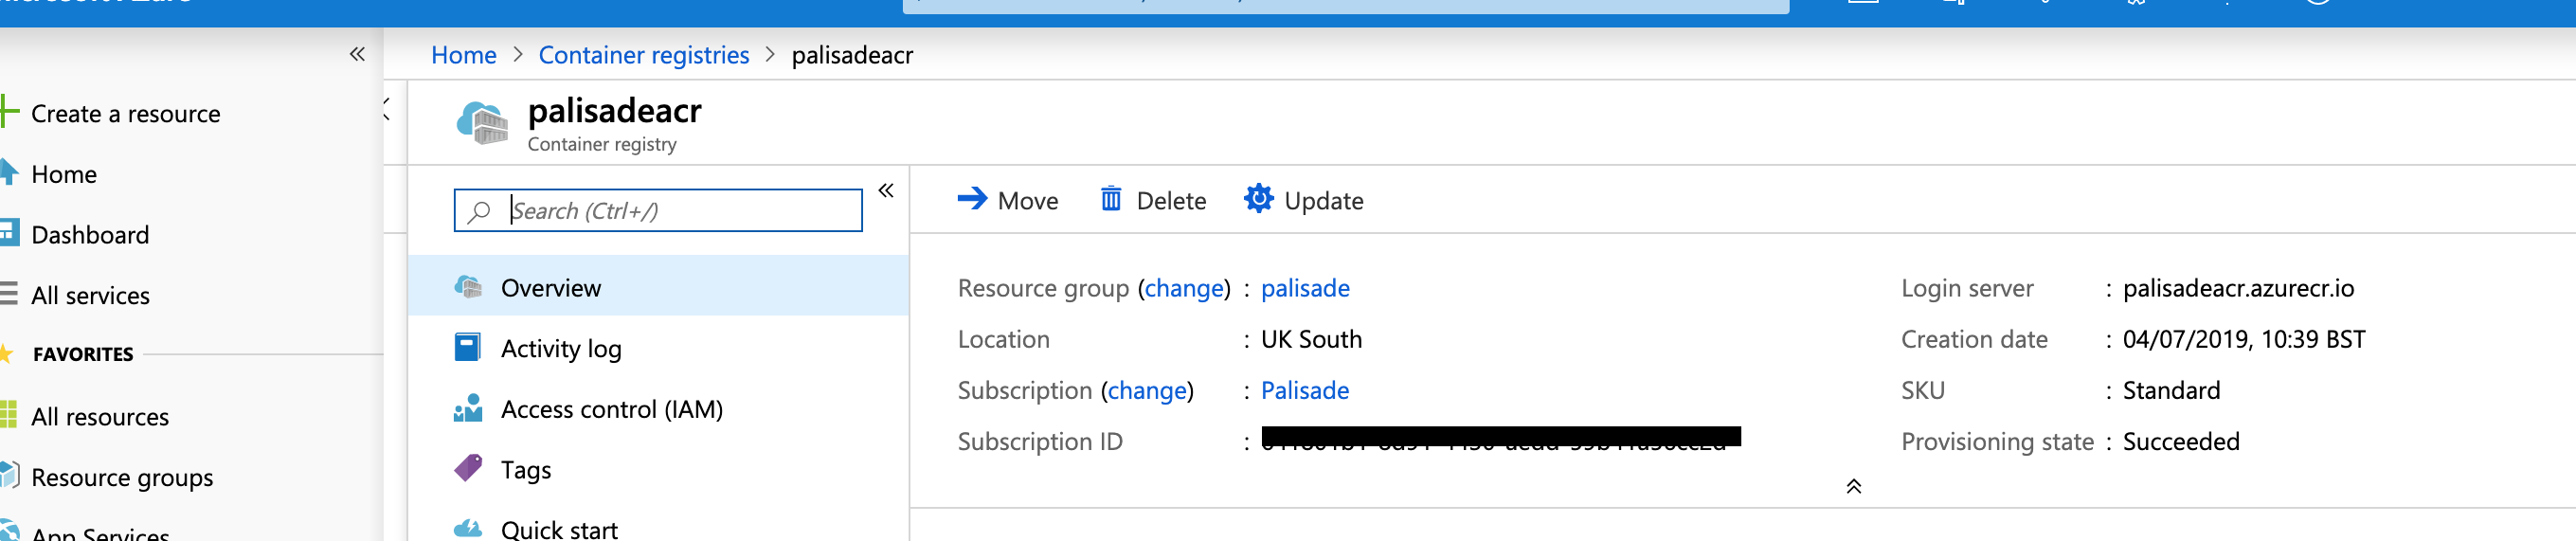 Home > Container registries > palisadeacr
Create a resource
Home
Dashboard
All services
FAVORITES
All resources
Resource groups
App Services
palisadeacr
Container registry
Search (Ctrl+/)
Overview
Activity log
Access control (IAM)
Tags
Quick start
Move Delete Update
Resource group (change) : palisade
Location : UK South
Subscription (change) : Palisade
Subscription ID :
Login server : palisadeacr.azurecr.io
Creation date : 04/07/2019, 10:39 BST
SKU : Standard
Provisioning state : Succeeded